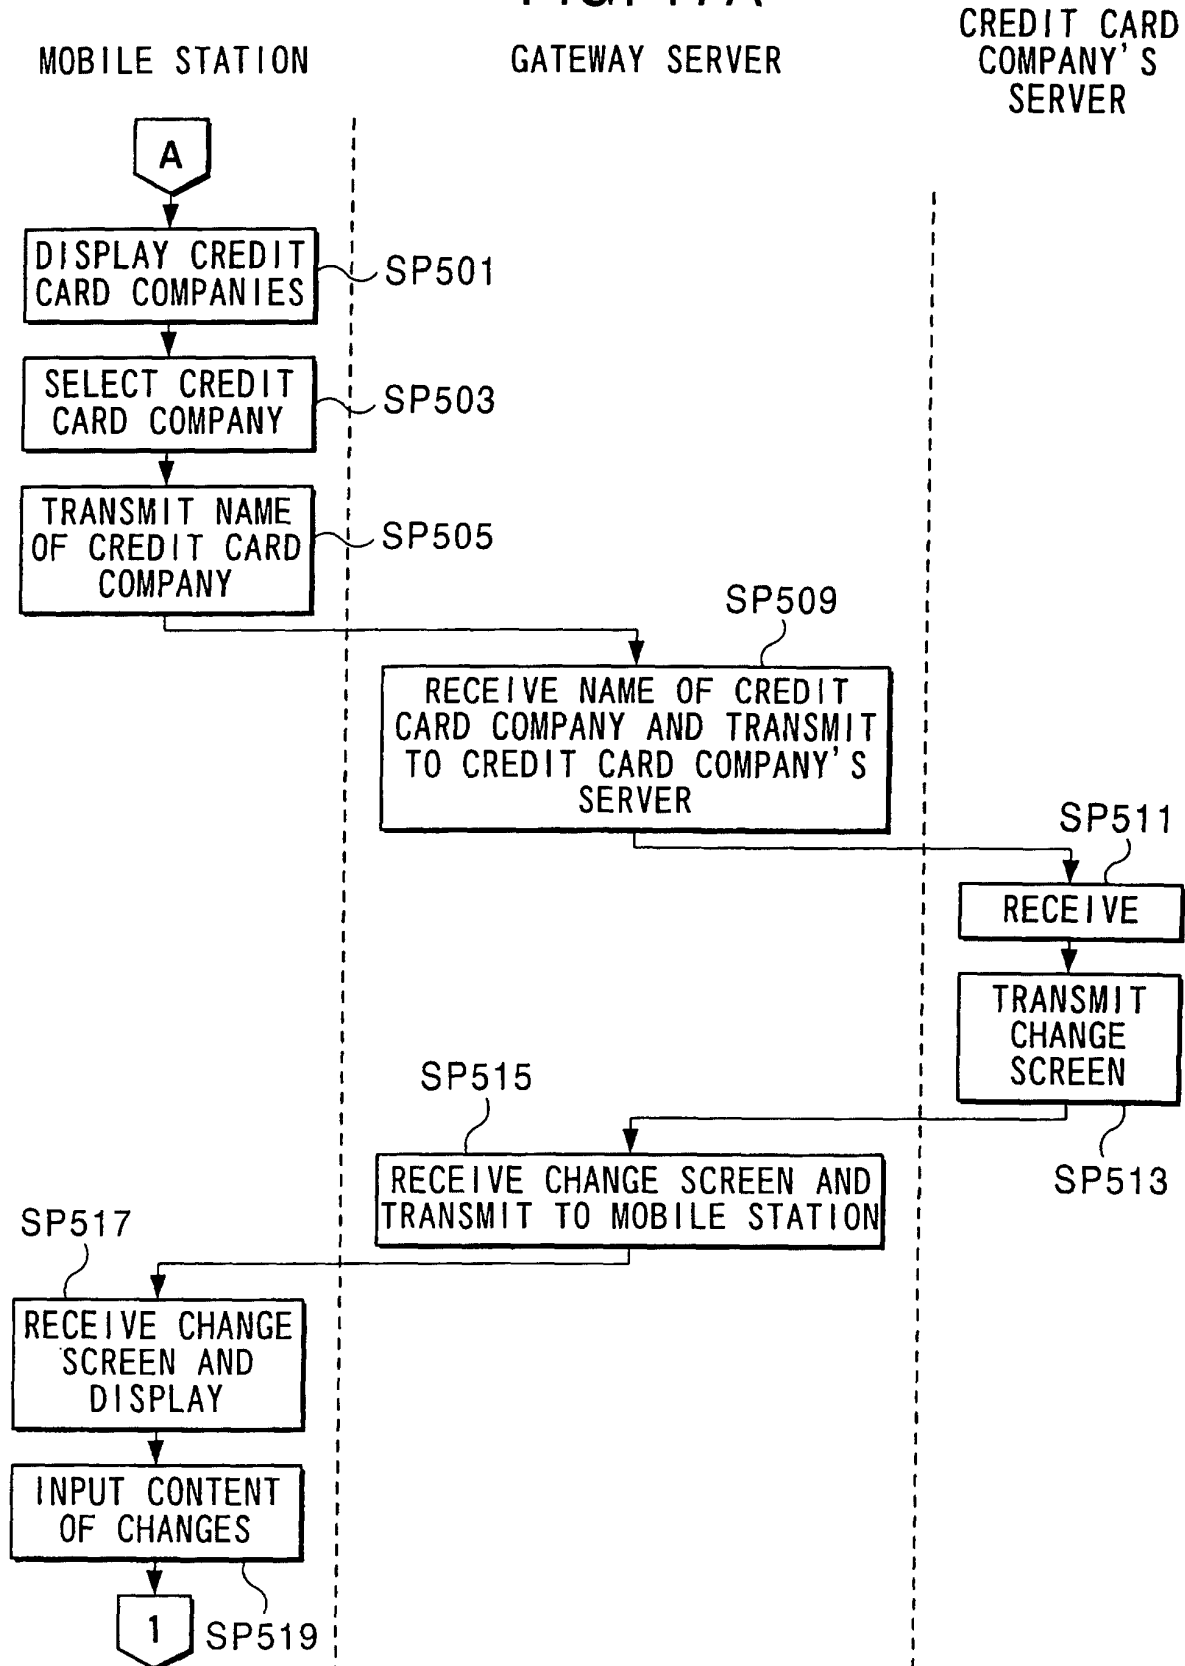 MOBILE STATION
GATEWAY SERVER
CREDIT CARD
COMPANY'S
SERVER
A
DISPLAY CREDIT
CARD COMPANIES
SP501
SELECT CREDIT
CARD COMPANY
SP503
TRANSMIT NAME
OF CREDIT CARD
COMPANY
SP505
SP509
RECEIVE NAME OF CREDIT
CARD COMPANY AND TRANSMIT
TO CREDIT CARD COMPANY'S
SERVER
SP511
RECEIVE
TRANSMIT
CHANGE
SCREEN
SP513
SP515
RECEIVE CHANGE SCREEN AND
TRANSMIT TO MOBILE STATION
SP517
RECEIVE CHANGE
SCREEN AND
DISPLAY
INPUT CONTENT
OF CHANGES
1
SP519